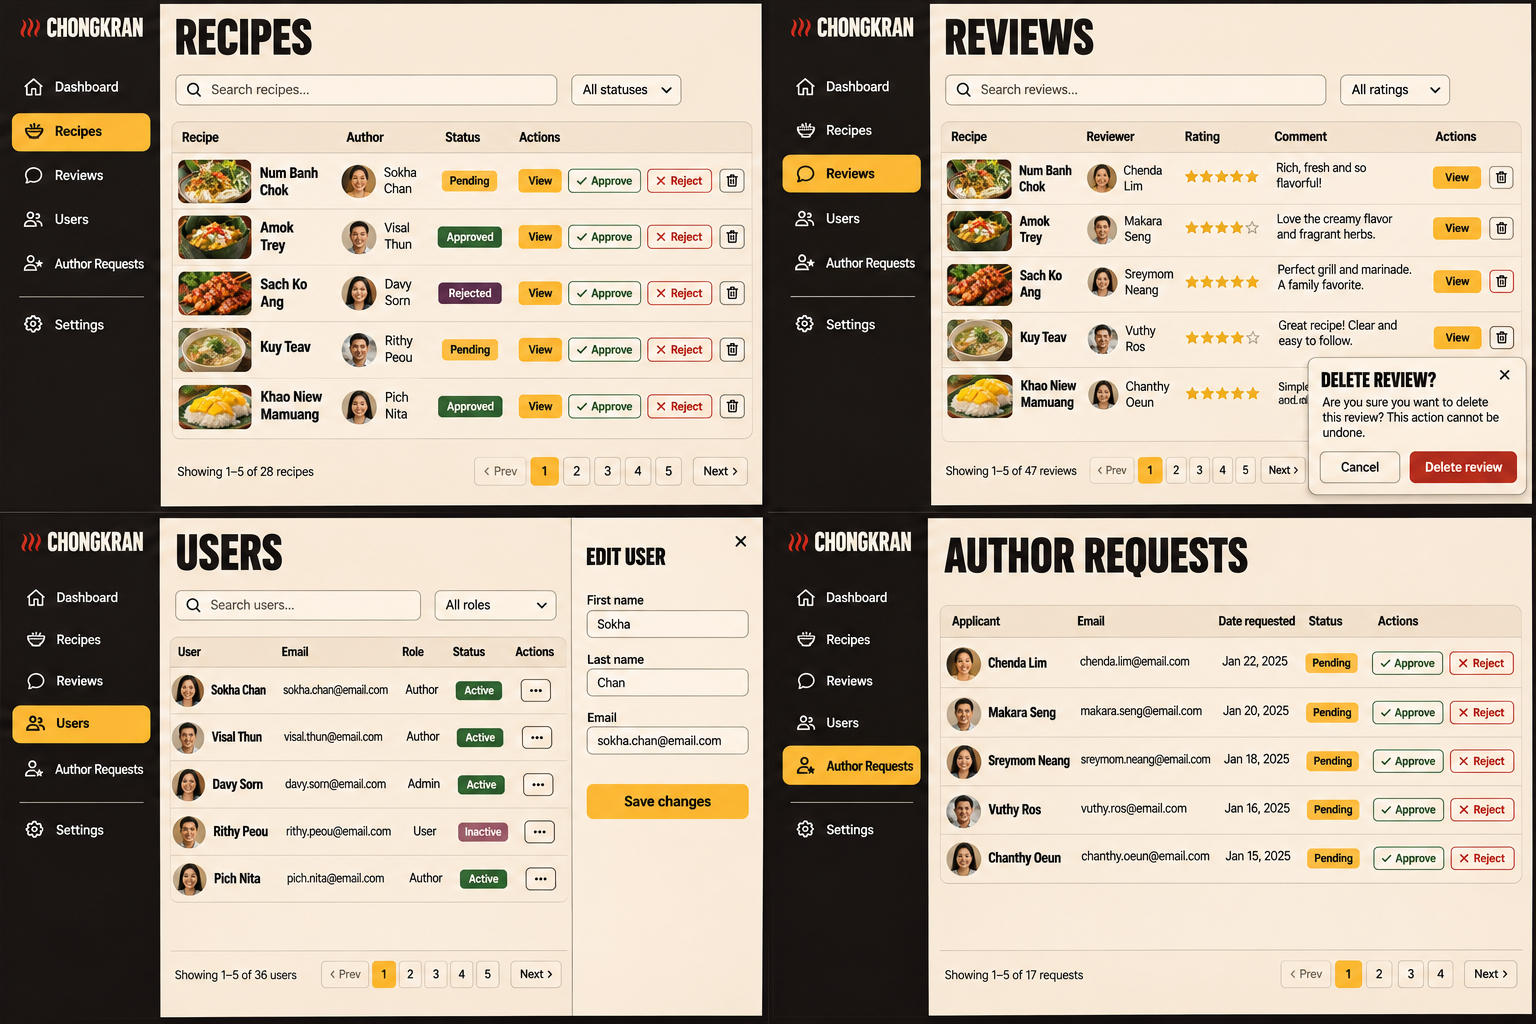 CHONGKRAN
Dashboard
Recipes
Reviews
Users
Author Requests
Settings
RECIPES
Search recipes...
All statuses
Recipe Author Status Actions
Num Banh
Chok
Sokha
Chan
Pending View Approve Reject
Amok
Trey
Visal
Thun
Approved View Approve Reject
Sach Ko
Ang
Davy
Sorn
Rejected View Approve Reject
Kuy Teav
Rithy
Peou
Pending View Approve Reject
Khao Niew
Mamuang
Pich
Nita
Approved View Approve Reject
Showing 1–5 of 28 recipes
‹ Prev 1 2 3 4 5 Next ›
CHONGKRAN
Dashboard
Recipes
Reviews
Users
Author Requests
Settings
REVIEWS
Search reviews...
All ratings
Recipe Reviewer Rating Comment Actions
Num Banh
Chok
Chenda
Lim
Rich, fresh and so
flavorful!
View
Amok
Trey
Makara
Seng
Love the creamy flavor
and fragrant herbs.
View
Sach Ko
Ang
Sreymom
Neang
Perfect grill and marinade.
A family favorite.
View
Kuy Teav
Vuthy
Ros
Great recipe! Clear and
easy to follow.
View
Khao Niew
Mamuang
Chanthy
Oeun
Simple
DELETE REVIEW?
Are you sure you want to delete
this review? This action cannot be
undone.
Cancel Delete review
Showing 1–5 of 47 reviews
‹ Prev 1 2 3 4 5 Next ›
CHONGKRAN
Dashboard
Recipes
Reviews
Users
Author Requests
Settings
USERS
Search users...
All roles
User Email Role Status Actions
Sokha Chan sokha.chan@email.com Author Active
Visal Thun visal.thun@email.com Author Active
Davy Sorn davy.sorn@email.com Admin Active
Rithy Peou rithy.peou@email.com User Inactive
Pich Nita pich.nita@email.com Author Active
Showing 1–5 of 36 users
‹ Prev 1 2 3 4 5 Next ›
EDIT USER
First name
Sokha
Last name
Chan
Email
sokha.chan@email.com
Save changes
CHONGKRAN
Dashboard
Recipes
Reviews
Users
Author Requests
Settings
AUTHOR REQUESTS
Applicant Email Date requested Status Actions
Chenda Lim chenda.lim@email.com Jan 22, 2025 Pending Approve Reject
Makara Seng makara.seng@email.com Jan 20, 2025 Pending Approve Reject
Sreymom Neang sreymom.neang@email.com Jan 18, 2025 Pending Approve Reject
Vuthy Ros vuthy.ros@email.com Jan 16, 2025 Pending Approve Reject
Chanthy Oeun chanthy.oeun@email.com Jan 15, 2025 Pending Approve Reject
Showing 1–5 of 17 requests
‹ Prev 1 2 3 4 Next ›